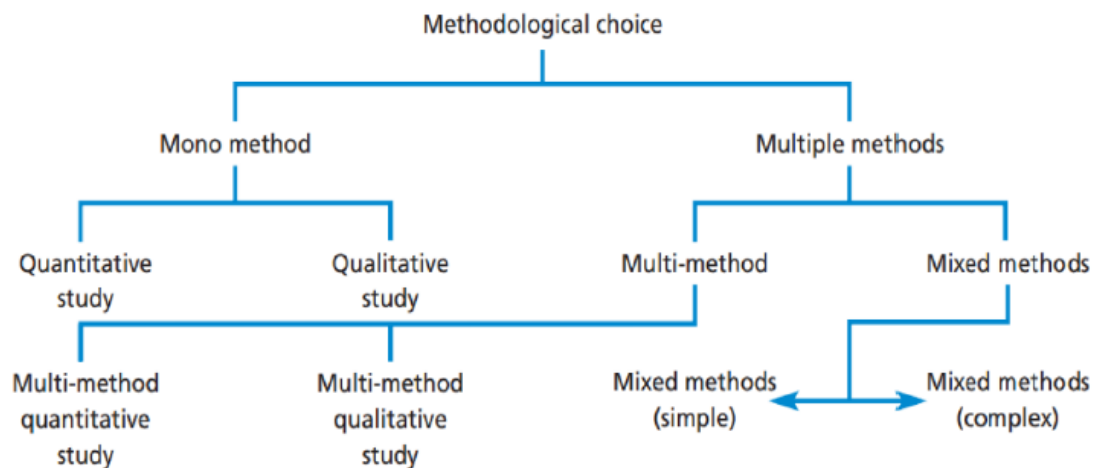 Methodological choice
Mono method
Multiple methods
Quantitative
study
Qualitative
study
Multi-method
Mixed methods
Multi-method
quantitative
study
Multi-method
qualitative
study
Mixed methods
(simple)
Mixed methods
(complex)